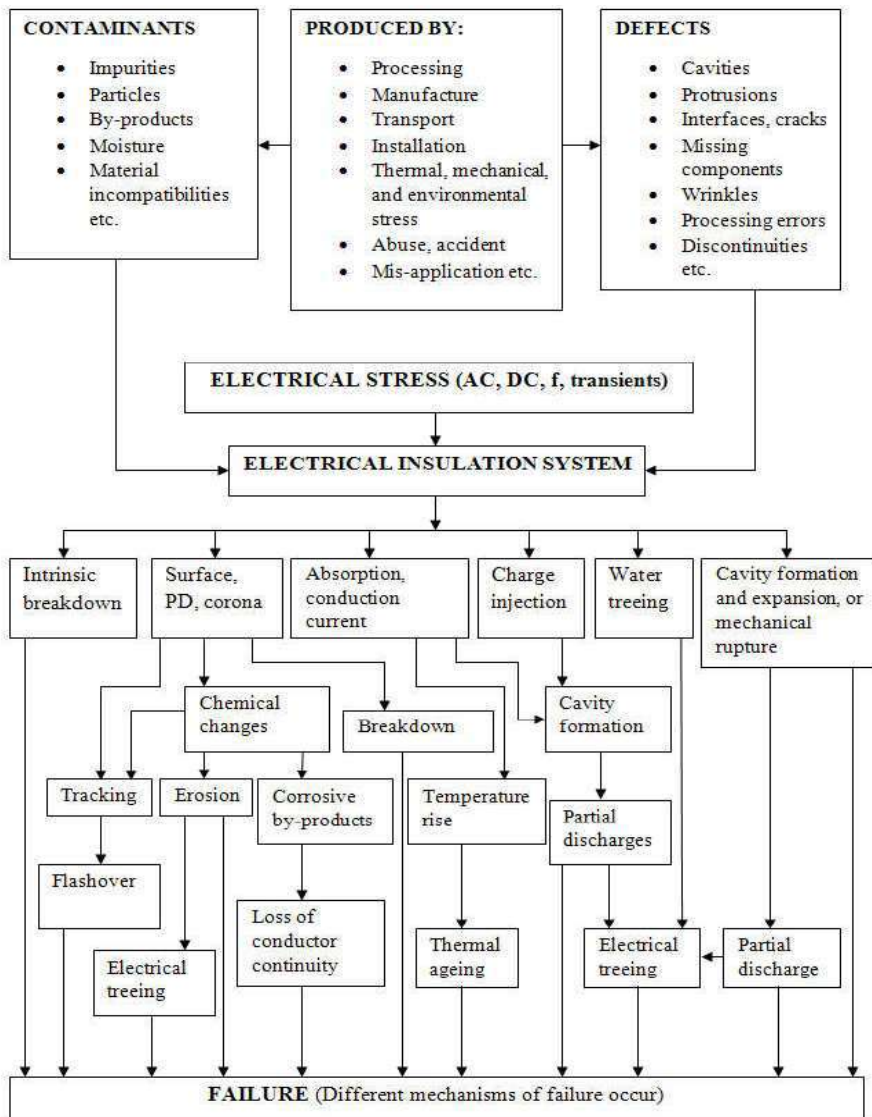 CONTAMINANTS
• Impurities
• Particles
• By-products
• Moisture
• Material
incompatibilities
etc.
PRODUCED BY:
• Processing
• Manufacture
• Transport
• Installation
• Thermal, mechanical,
and environmental
stress
• Abuse, accident
• Mis-application etc.
DEFECTS
• Cavities
• Protrusions
• Interfaces, cracks
• Missing
components
• Wrinkles
• Processing errors
• Discontinuities
etc.
ELECTRICAL STRESS (AC, DC, f, transients)
ELECTRICAL INSULATION SYSTEM
Intrinsic
breakdown
Surface,
PD, corona
Absorption,
conduction
current
Charge
injection
Water
treeing
Cavity formation
and expansion, or
mechanical
rupture
Chemical
changes
Breakdown
Cavity
formation
Tracking
Erosion
Corrosive
by-products
Temperature
rise
Partial
discharges
Flashover
Loss of
conductor
continuity
Thermal
ageing
Electrical
treeing
Partial
discharge
Electrical
treeing
FAILURE (Different mechanisms of failure occur)